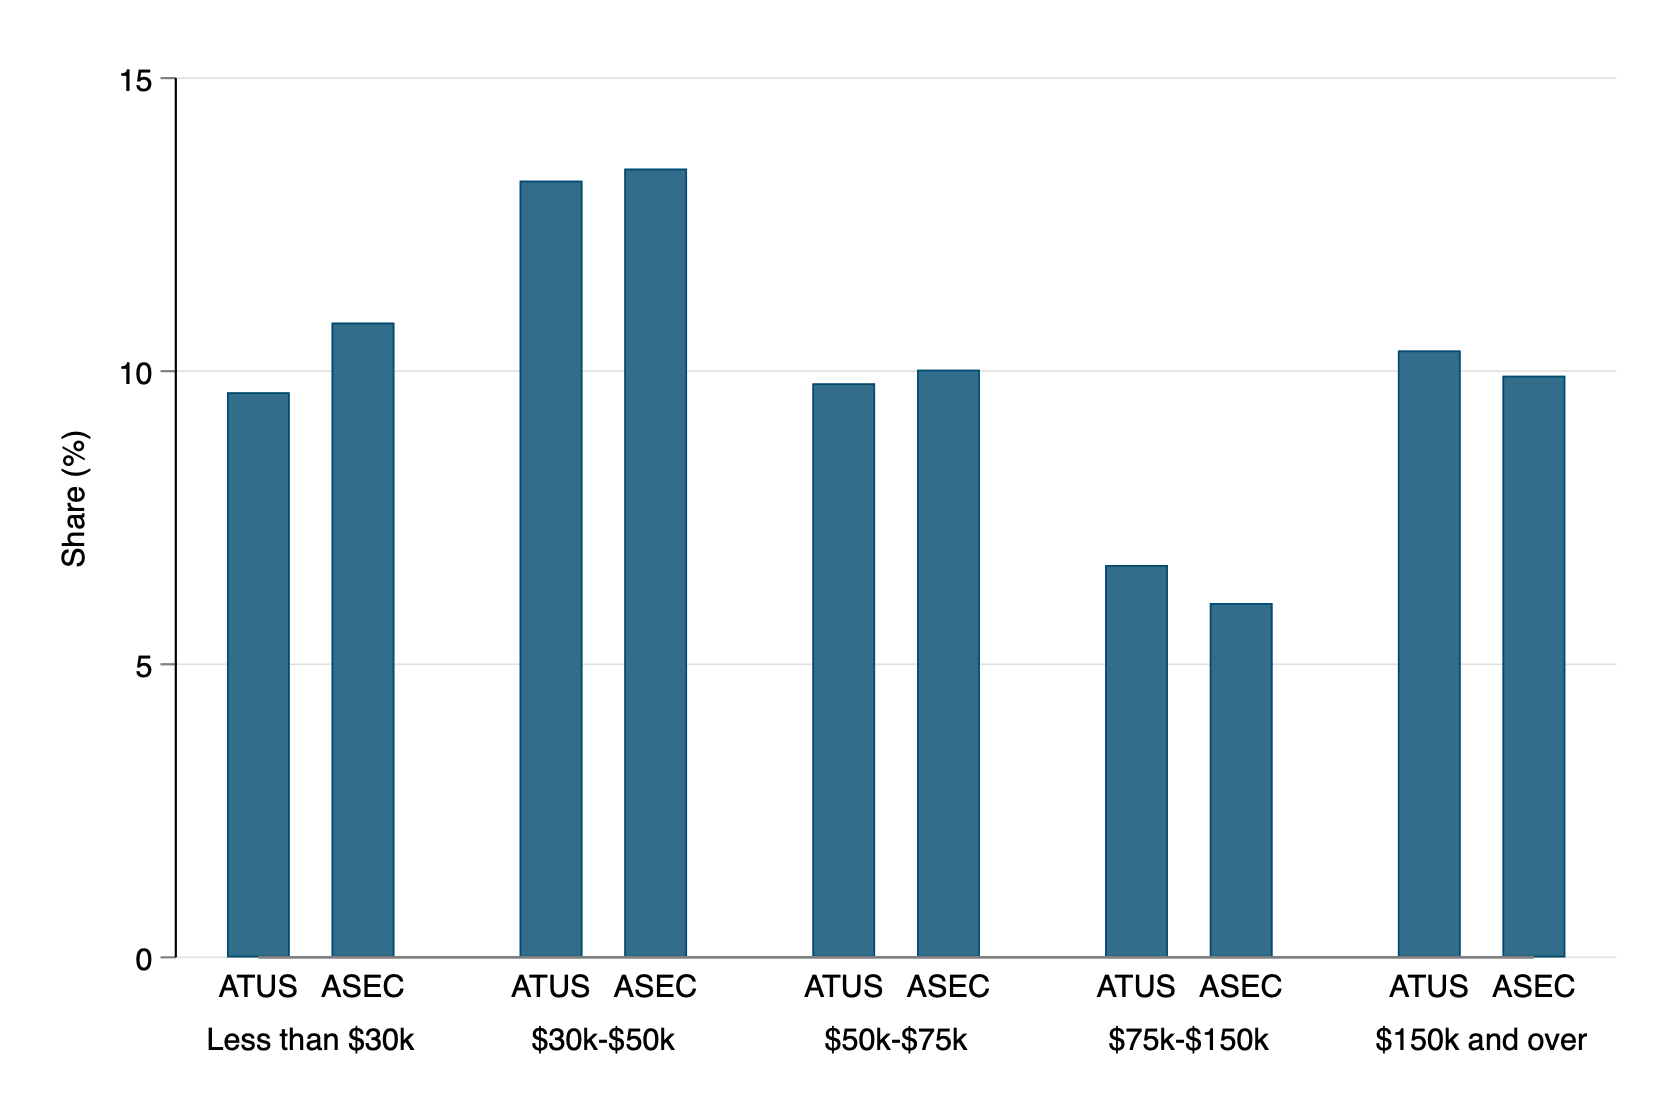 15
10
5
0
Share (%)
ATUS ASEC ATUS ASEC ATUS ASEC ATUS ASEC ATUS ASEC
Less than $30k $30k-$50k $50k-$75k $75k-$150k $150k and over